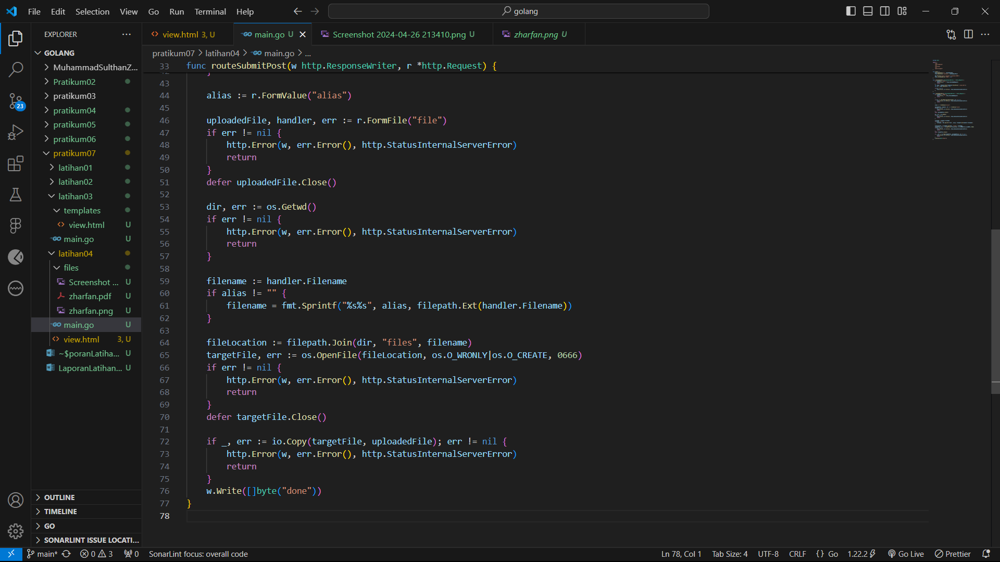 File Edit Selection View Go Run Terminal Help
golang
EXPLORER
GOLANG
MuhammadSulthanZ...
Pratikum02
pratikum03
pratikum04
pratikum05
pratikum06
pratikum07
latihan01
latihan02
latihan03
templates
view.html U
main.go U
latihan04
files
Screenshot ... U
zharfan.pdf U
zharfan.png U
main.go U
view.html 3, U
~$poranLatiha... U
LaporanLatihan... U
OUTLINE
TIMELINE
GO
SONARLINT ISSUE LOCATI...
23
view.html 3, U
main.go U
Screenshot 2024-04-26 213410.png U
zharfan.png U
pratikum07 > latihan04 > main.go > ...
33 func routeSubmitPost(w http.ResponseWriter, r *http.Request) {
42 }
43
44 alias := r.FormValue("alias")
45
46 uploadedFile, handler, err := r.FormFile("file")
47 if err != nil {
48 http.Error(w, err.Error(), http.StatusInternalServerError)
49 return
50 }
51 defer uploadedFile.Close()
52
53 dir, err := os.Getwd()
54 if err != nil {
55 http.Error(w, err.Error(), http.StatusInternalServerError)
56 return
57 }
58
59 filename := handler.Filename
60 if alias != "" {
61 filename = fmt.Sprintf("%s%s", alias, filepath.Ext(handler.Filename))
62 }
63
64 fileLocation := filepath.Join(dir, "files", filename)
65 targetFile, err := os.OpenFile(fileLocation, os.O_WRONLY|os.O_CREATE, 0666)
66 if err != nil {
67 http.Error(w, err.Error(), http.StatusInternalServerError)
68 return
69 }
70 defer targetFile.Close()
71
72 if _, err := io.Copy(targetFile, uploadedFile); err != nil {
73 http.Error(w, err.Error(), http.StatusInternalServerError)
74 return
75 }
76 w.Write([]byte("done"))
77 }
78
main* 0 3 0 SonarLint focus: overall code Ln 78, Col 1 Tab Size: 4 UTF-8 CRLF {} Go 1.22.2 Go Live Prettier